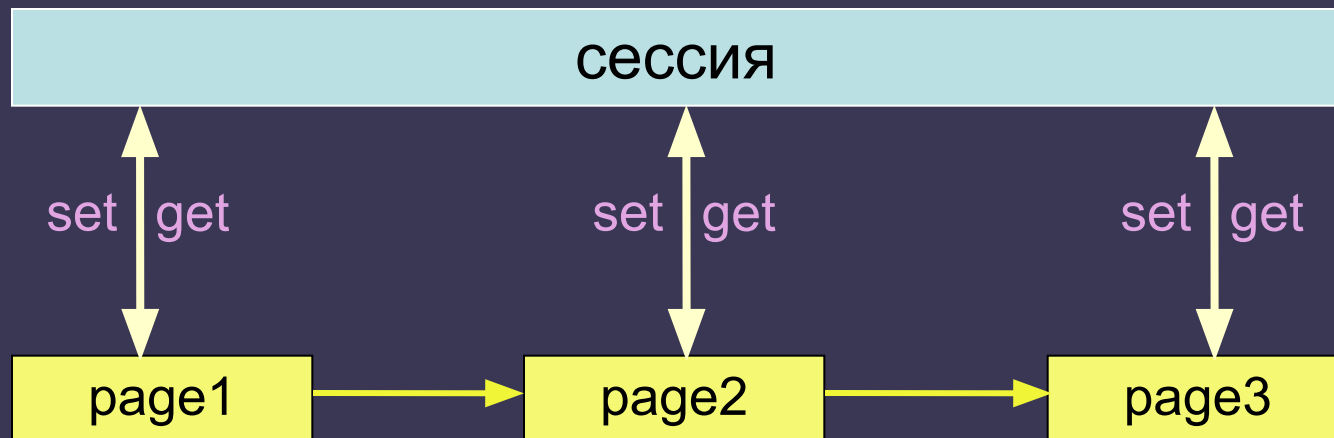 сессия
set get set get set get
page1 page2 page3